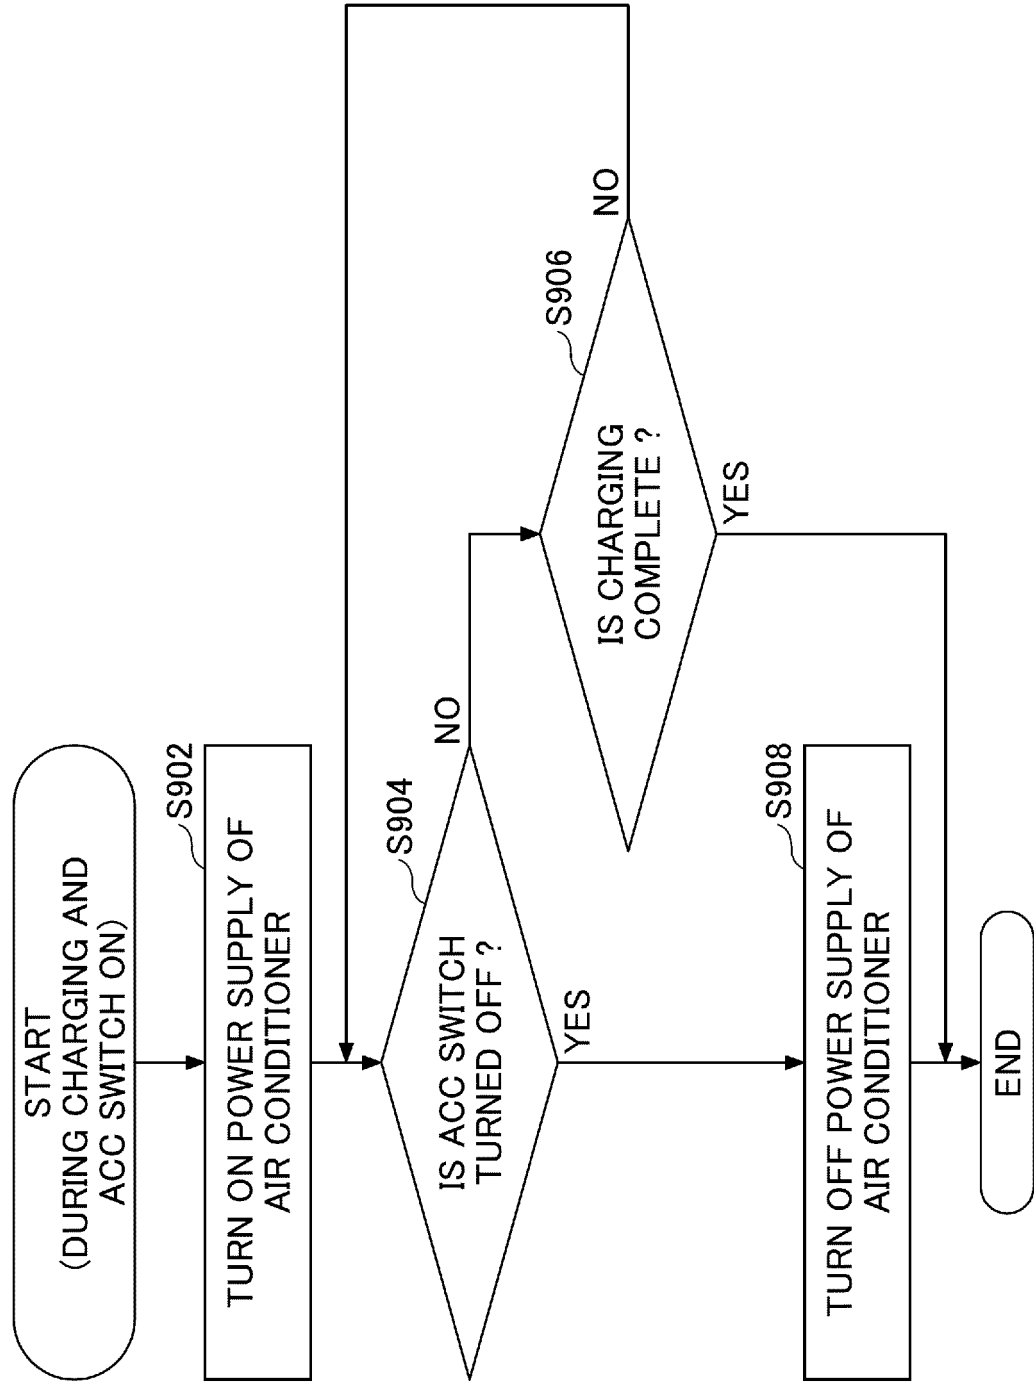 START
(DURING CHARGING AND
ACC SWITCH ON)
S902
TURN ON POWER SUPPLY OF
AIR CONDITIONER
S904
IS ACC SWITCH
TURNED OFF ?
NO
YES
S906
IS CHARGING
COMPLETE ?
NO
YES
S908
TURN OFF POWER SUPPLY OF
AIR CONDITIONER
END